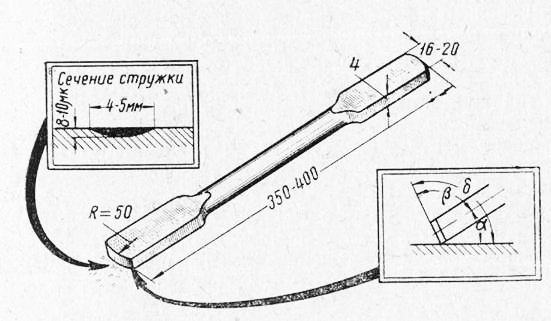 Сечение стружки
4-5мм
8-10мк
4
16-20
350-400
R=50
β
δ
α